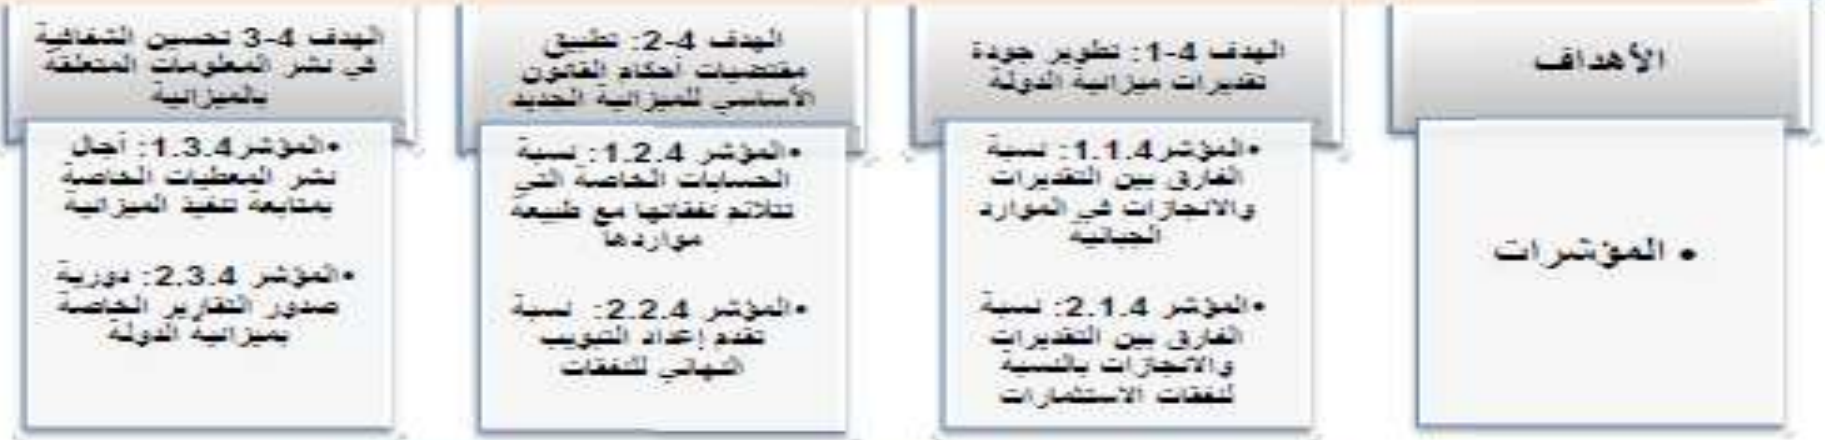 الأهداف
• المؤشرات
الهدف 4-1: تطوير جودة
تقديرات ميزانية الدولة
•المؤشر1.1.4: نسبة
الفارق بين التقديرات
والانجازات في الموارد
الجبائية
•المؤشر 2.1.4: نسبة
الفارق بين التقديرات
والانجازات بالنسبة
لنفقات الاستثمارات
الهدف 4-2: تطبيق
مقتضيات أحكام القانون
الأساسي للميزانية الجديد
•المؤشر 1.2.4: نسبة
الحسابات الخاصة التي
تتلائم نفقاتها مع طبيعة
مواردها
•المؤشر 2.2.4: نسبة
تقدم إعداد التبويب
النهائي للنفقات
الهدف 4-3 تحسين الشفافية
في نشر المعلومات المتعلقة
بالميزانية
•المؤشر1.3.4: آجال
نشر المعطيات الخاصة
بمتابعة تنفيذ الميزانية
•المؤشر 2.3.4: دورية
صدور التقارير الخاصة
بميزانية الدولة